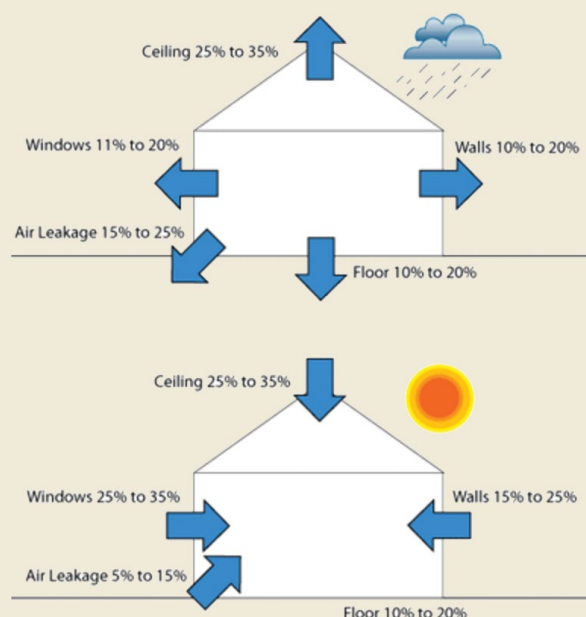 Ceiling 25% to 35%
Windows 11% to 20%
Walls 10% to 20%
Air Leakage 15% to 25%
Floor 10% to 20%
Ceiling 25% to 35%
Windows 25% to 35%
Walls 15% to 25%
Air Leakage 5% to 15%
Floor 10% to 20%